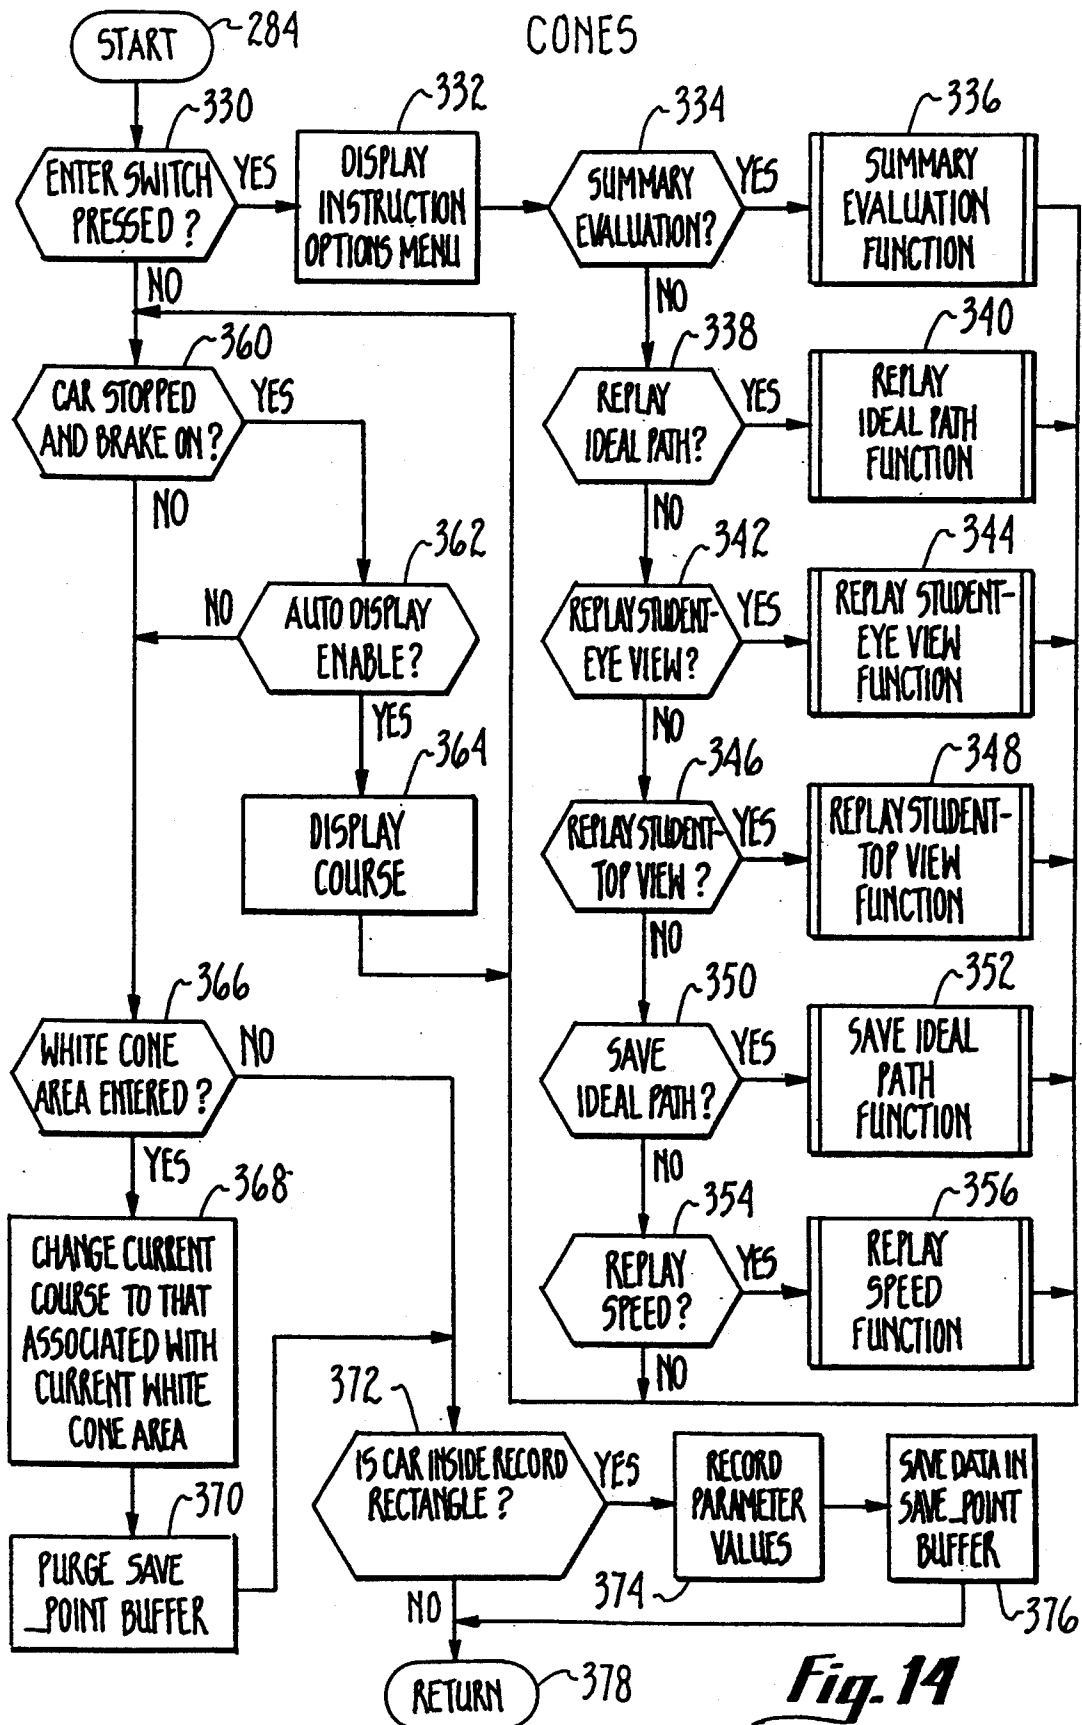 START
284
CONES
330
ENTER SWITCH
PRESSED?
YES
NO
332
DISPLAY
INSTRUCTION
OPTIONS MENU
334
SUMMARY
EVALUATION?
YES
NO
336
SUMMARY
EVALUATION
FUNCTION
338
REPLAY
IDEAL PATH?
YES
NO
340
REPLAY
IDEAL PATH
FUNCTION
360
CAR STOPPED
AND BRAKE ON?
YES
NO
342
REPLAY STUDENT-
EYE VIEW?
YES
NO
344
REPLAY STUDENT-
EYE VIEW
FUNCTION
362
AUTO DISPLAY
ENABLE?
NO
YES
346
REPLAY STUDENT-
TOP VIEW?
YES
NO
348
REPLAY STUDENT-
TOP VIEW
FUNCTION
364
DISPLAY
COURSE
350
SAVE
IDEAL PATH?
YES
NO
352
SAVE IDEAL
PATH
FUNCTION
366
WHITE CONE
AREA ENTERED?
NO
YES
354
REPLAY
SPEED?
YES
NO
356
REPLAY
SPEED
FUNCTION
368
CHANGE CURRENT
COURSE TO THAT
ASSOCIATED WITH
CURRENT WHITE
CONE AREA
370
PURGE SAVE
_POINT BUFFER
372
IS CAR INSIDE RECORD
RECTANGLE?
YES
NO
RECORD
PARAMETER
VALUES
374
SAVE DATA IN
SAVE_POINT
BUFFER
376
RETURN
378
Fig. 14